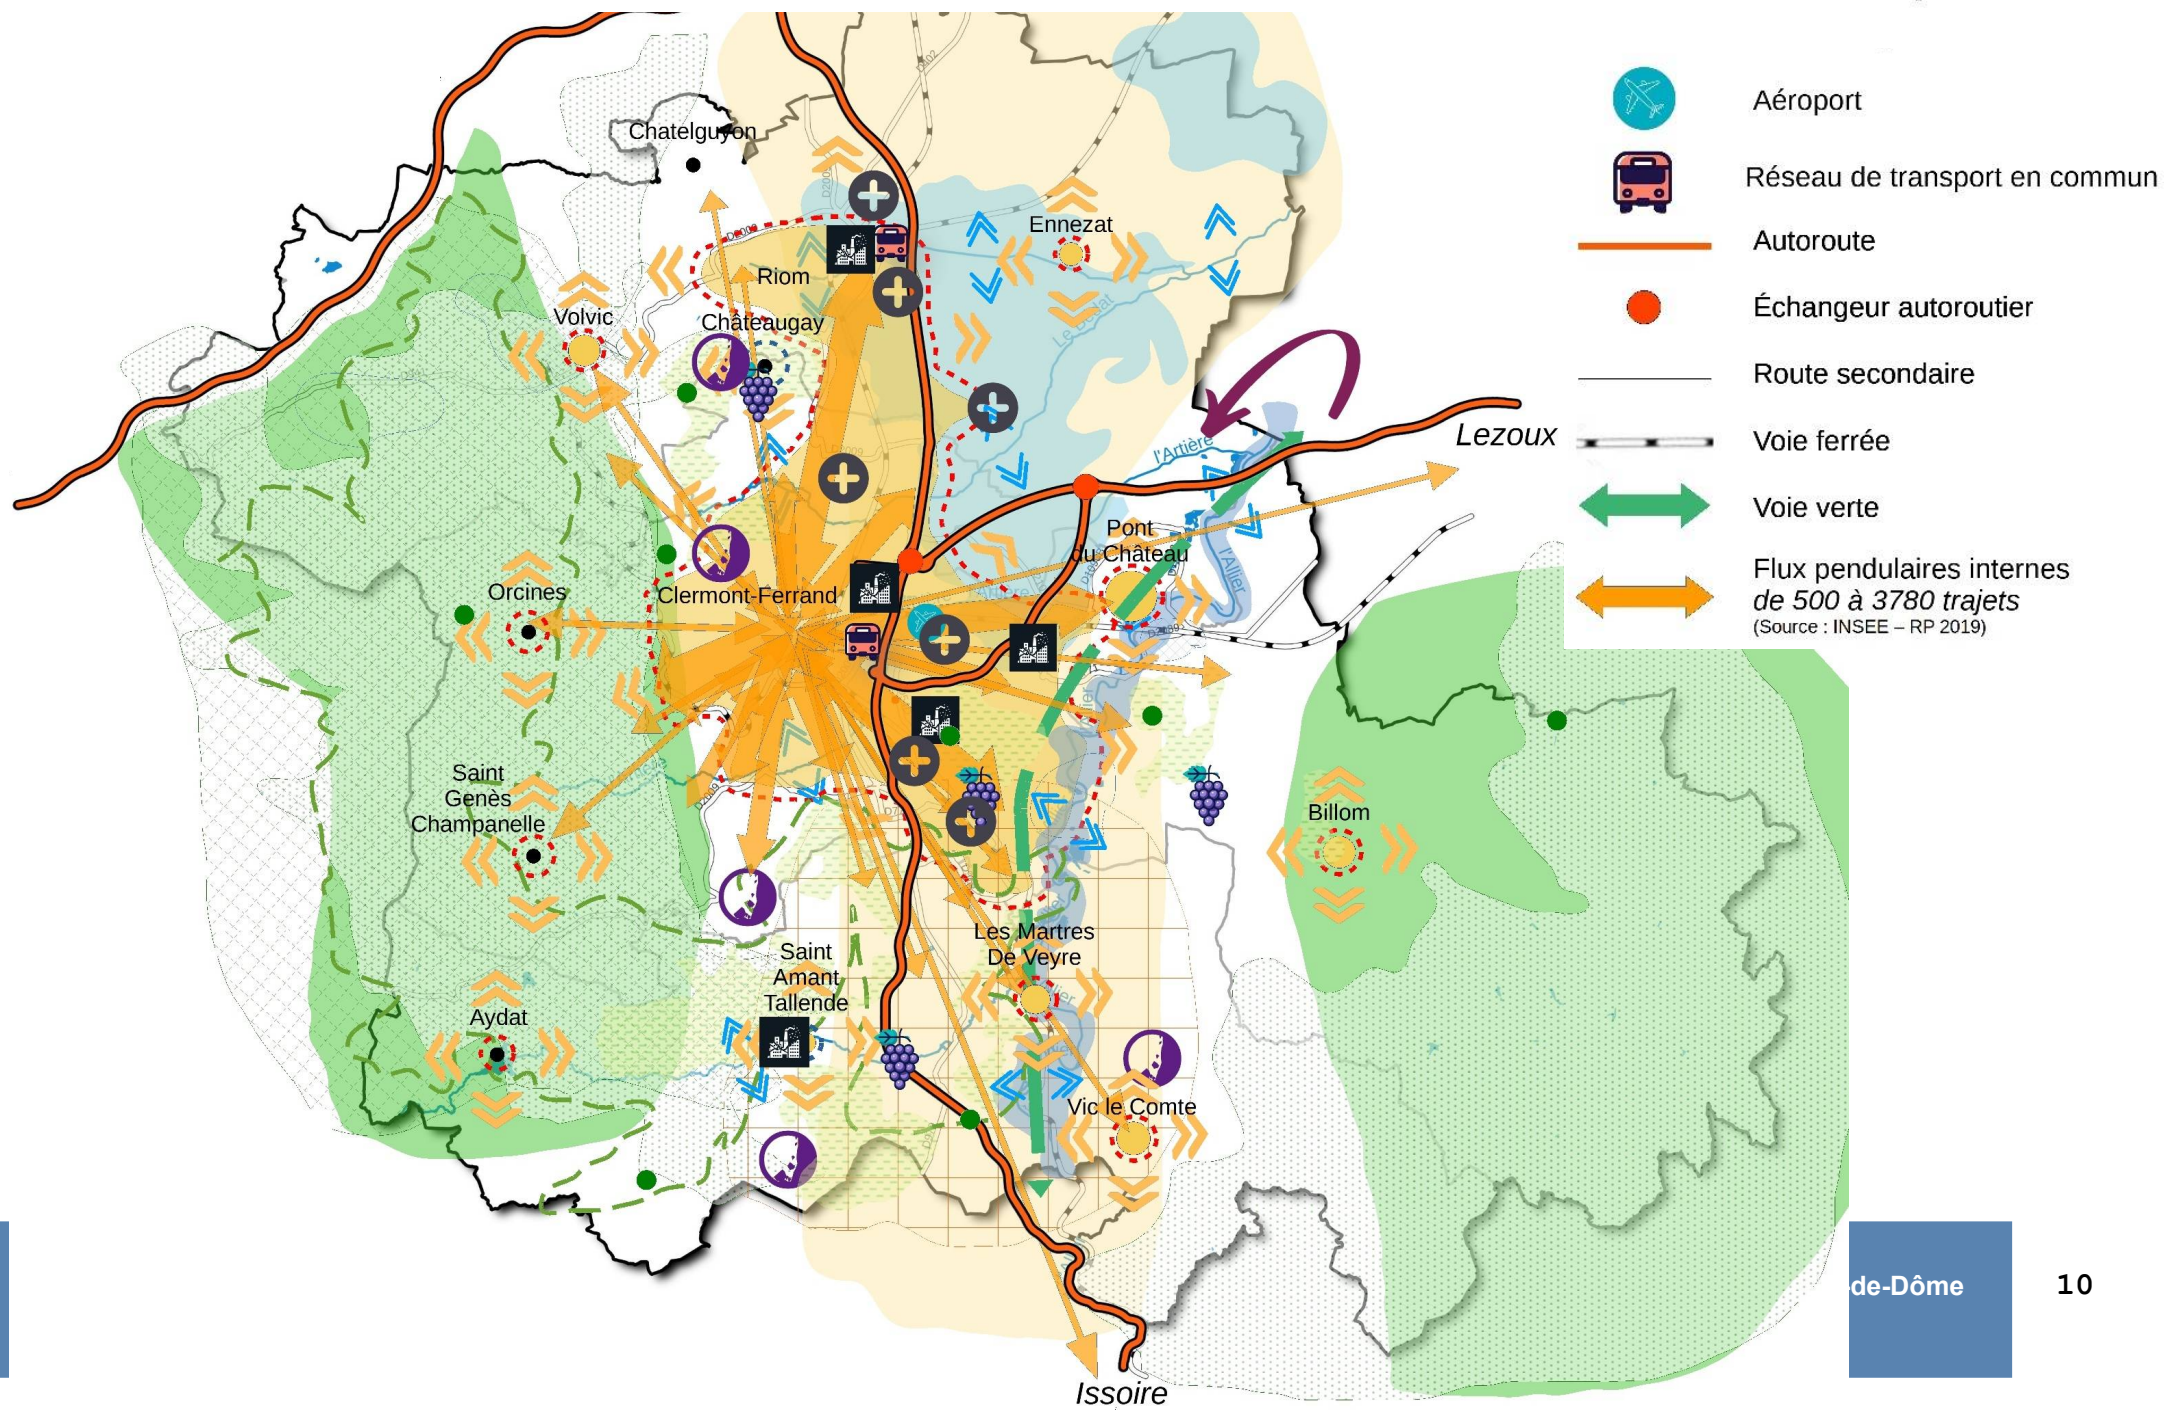 Chatelguyon
Ennezat
Riom
Volvic
Châteaugay
Lezoux
l'Artière
Pont
du Château
l'Allier
Orcines
Clermont-Ferrand
Saint
Genès
Champanelle
Billom
Les Martres
De Veyre
Saint
Amant
Tallende
Aydat
Vic le Comte
Issoire
Aéroport
Réseau de transport en commun
Autoroute
Échangeur autoroutier
Route secondaire
Voie ferrée
Voie verte
Flux pendulaires internes
de 500 à 3780 trajets
(Source : INSEE – RP 2019)
-de-Dôme
10